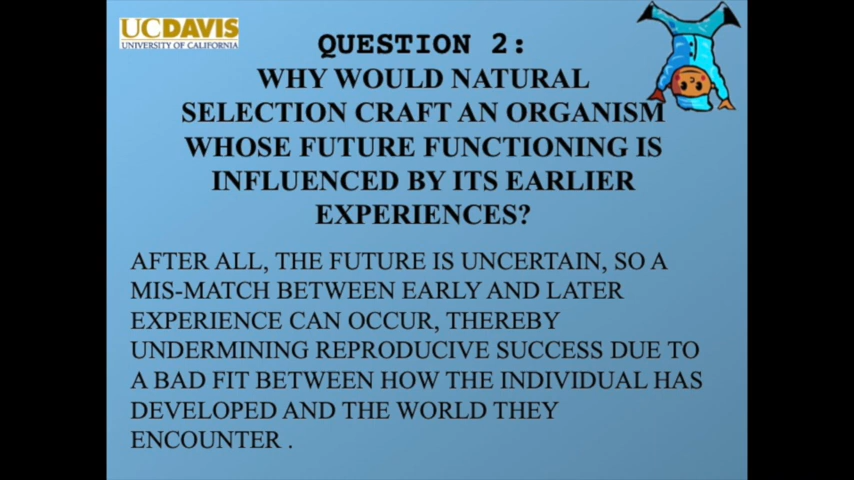 UCDAVIS
UNIVERSITY OF CALIFORNIA
QUESTION 2:
WHY WOULD NATURAL
SELECTION CRAFT AN ORGANISM
WHOSE FUTURE FUNCTIONING IS
INFLUENCED BY ITS EARLIER
EXPERIENCES?
AFTER ALL, THE FUTURE IS UNCERTAIN, SO A
MIS-MATCH BETWEEN EARLY AND LATER
EXPERIENCE CAN OCCUR, THEREBY
UNDERMINING REPRODUCIVE SUCCESS DUE TO
A BAD FIT BETWEEN HOW THE INDIVIDUAL HAS
DEVELOPED AND THE WORLD THEY
ENCOUNTER .